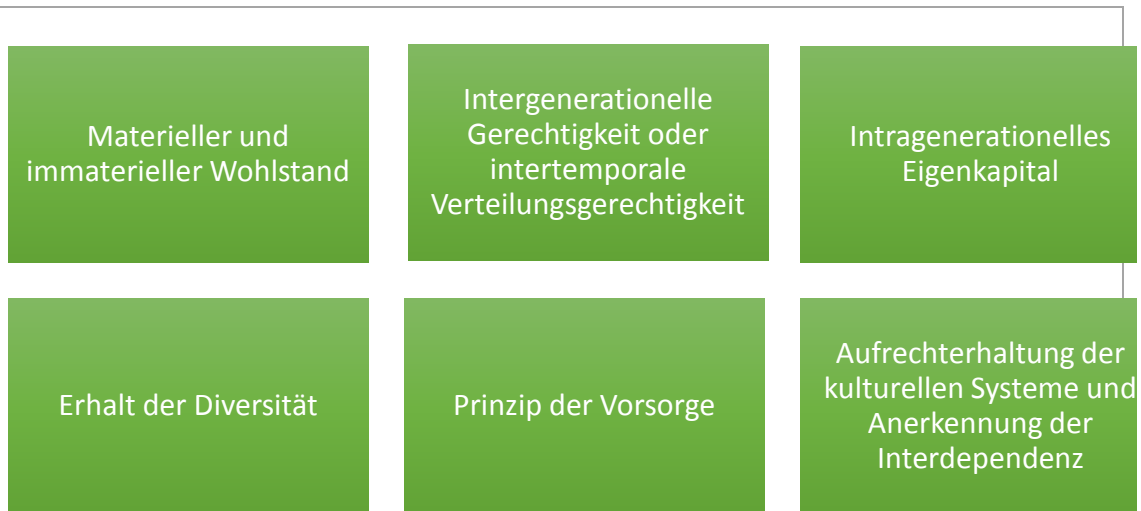 Materieller und
immaterieller Wohlstand
Intergenerationelle
Gerechtigkeit oder
intertemporale
Verteilungsgerechtigkeit
Intragenerationelles
Eigenkapital
Erhalt der Diversität
Prinzip der Vorsorge
Aufrechterhaltung der
kulturellen Systeme und
Anerkennung der
Interdependenz